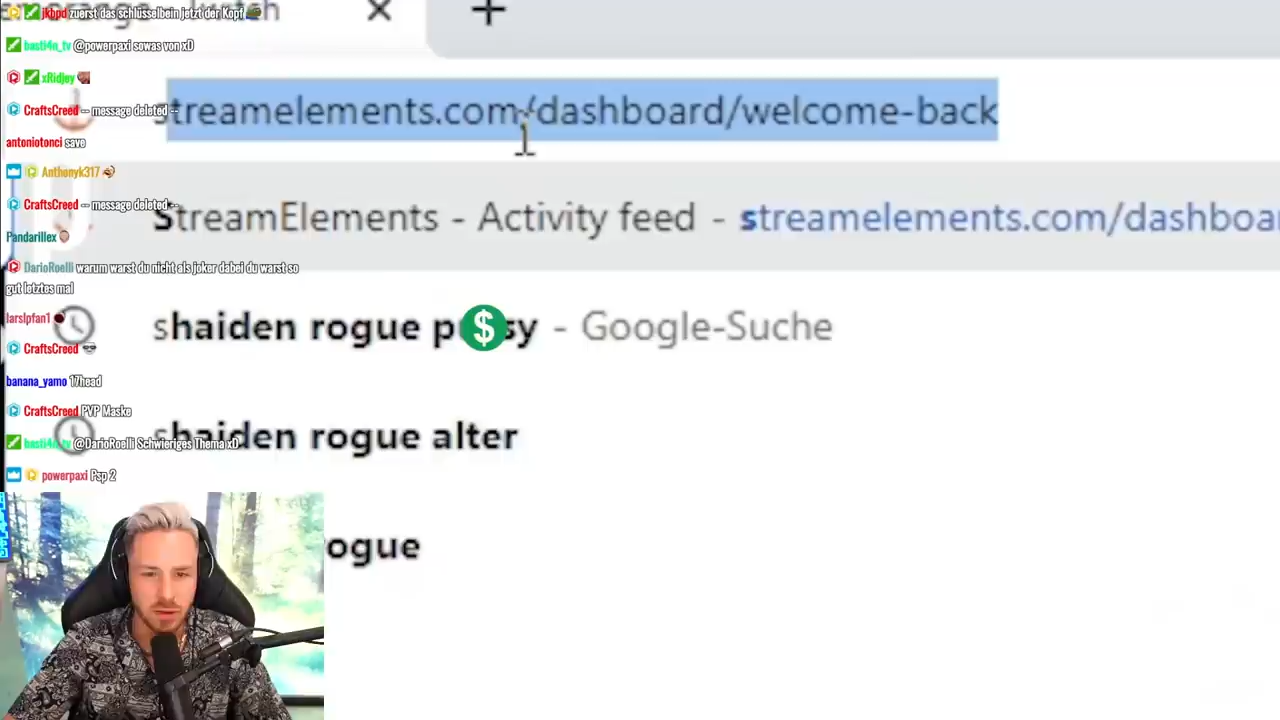 jkbpd zuerst das schlüsselbein jetzt der Kopf
basti4n_tv @powerpaxi sowas von xD
xRidjey
CraftsCreed -- message deleted --
antoniotonci save
Anthonyk317
CraftsCreed -- message deleted --
Pandarillex
DarioRoelli warum warst du nicht als joker dabei du warst so
gut letztes mal
larslpfan1
CraftsCreed
banana_yamo 17head
CraftsCreed PVP Maske
basti4n_tv @DarioRoelli Schwieriges Thema xD
powerpaxi Psp 2
streamelements.com/dashboard/welcome-back
StreamElements - Activity feed - streamelements.com/dashboar
shaiden rogue p$sy - Google-Suche
shaiden rogue alter
rogue